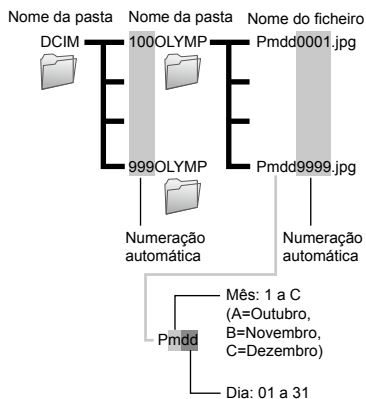 Nome da pasta Nome da pasta Nome do ficheiro
DCIM 100OLYMP Pmdd0001.jpg
999OLYMP Pmdd9999.jpg
Numeração
automática
Numeração
automática
Mês: 1 a C
(A=Outubro,
B=Novembro,
C=Dezembro)
Pmdd
Dia: 01 a 31